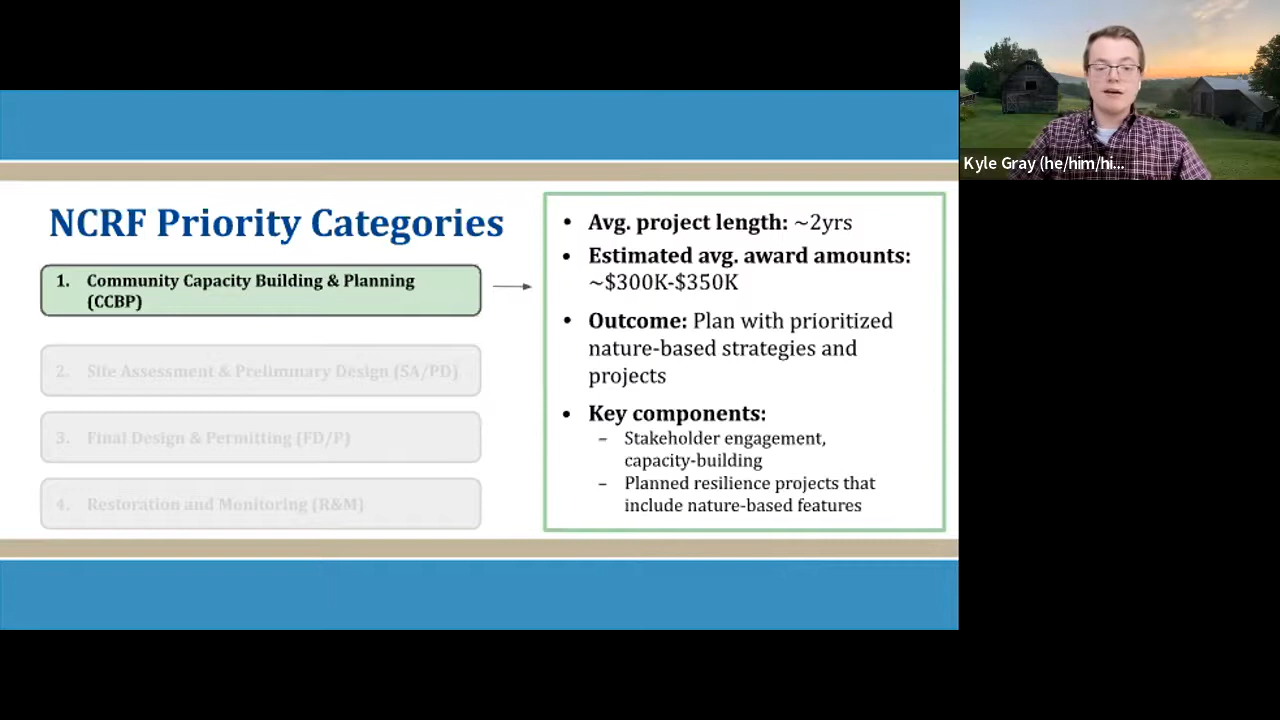 Kyle Gray (he/him/hi...
NCRF Priority Categories
1. Community Capacity Building & Planning
(CCBP)
2. Site Assessment & Preliminary Design (SA/PD)
3. Final Design & Permitting (FD/P)
4. Restoration and Monitoring (R&M)
• Avg. project length: ~2yrs
• Estimated avg. award amounts:
~$300K-$350K
• Outcome: Plan with prioritized
nature-based strategies and
projects
• Key components:
– Stakeholder engagement,
capacity-building
– Planned resilience projects that
include nature-based features